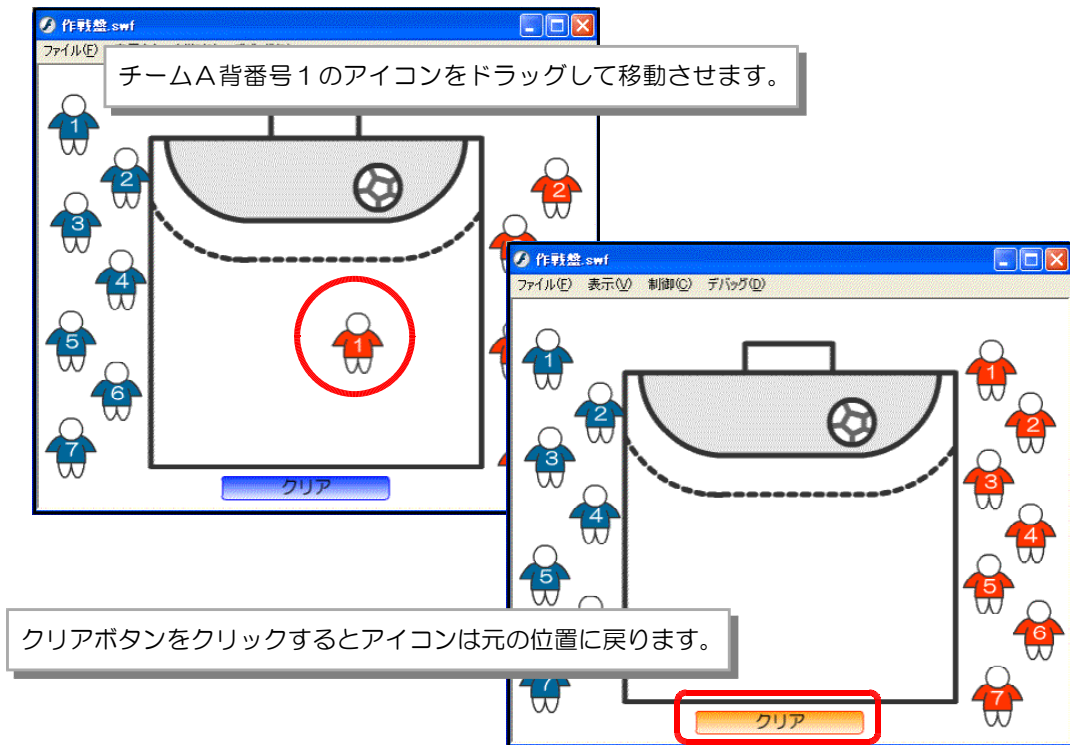 作戦盤.swf
ファイル(F)
チームA背番号1のアイコンをドラッグして移動させます。
1
2
3
4
5
6
7
2
1
クリア
作戦盤.swf
ファイル(F) 表示(V) 制御(C) デバッグ(D)
1
2
3
4
5
7
1
2
3
4
5
6
7
クリアボタンをクリックするとアイコンは元の位置に戻ります。
クリア